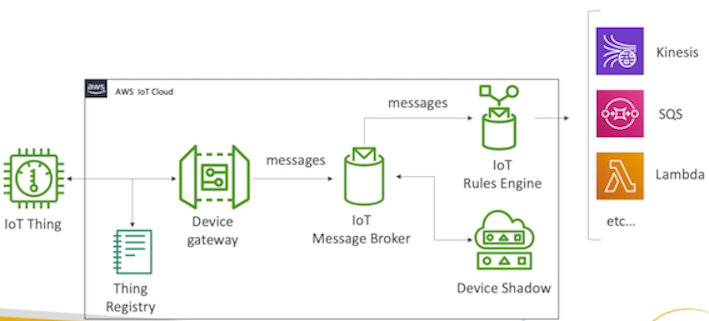 aws
AWS IoT Cloud
IoT Thing
Thing
Registry
Device
gateway
messages
IoT
Message Broker
messages
IoT
Rules Engine
Device Shadow
Kinesis
SQS
Lambda
etc...